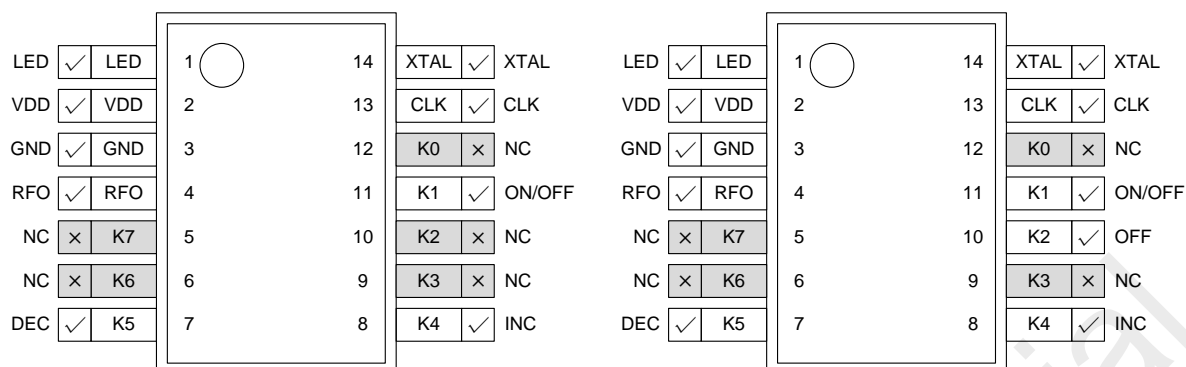 LED ✓ LED 1 14 XTAL ✓ XTAL LED ✓ LED 1 14 XTAL ✓ XTAL
VDD ✓ VDD 2 13 CLK ✓ CLK VDD ✓ VDD 2 13 CLK ✓ CLK
GND ✓ GND 3 12 K0 × NC GND ✓ GND 3 12 K0 × NC
RFO ✓ RFO 4 11 K1 ✓ ON/OFF RFO ✓ RFO 4 11 K1 ✓ ON/OFF
NC × K7 5 10 K2 × NC NC × K7 5 10 K2 ✓ OFF
NC × K6 6 9 K3 × NC NC × K6 6 9 K3 × NC
DEC ✓ K5 7 8 K4 ✓ INC DEC ✓ K5 7 8 K4 ✓ INC
ial